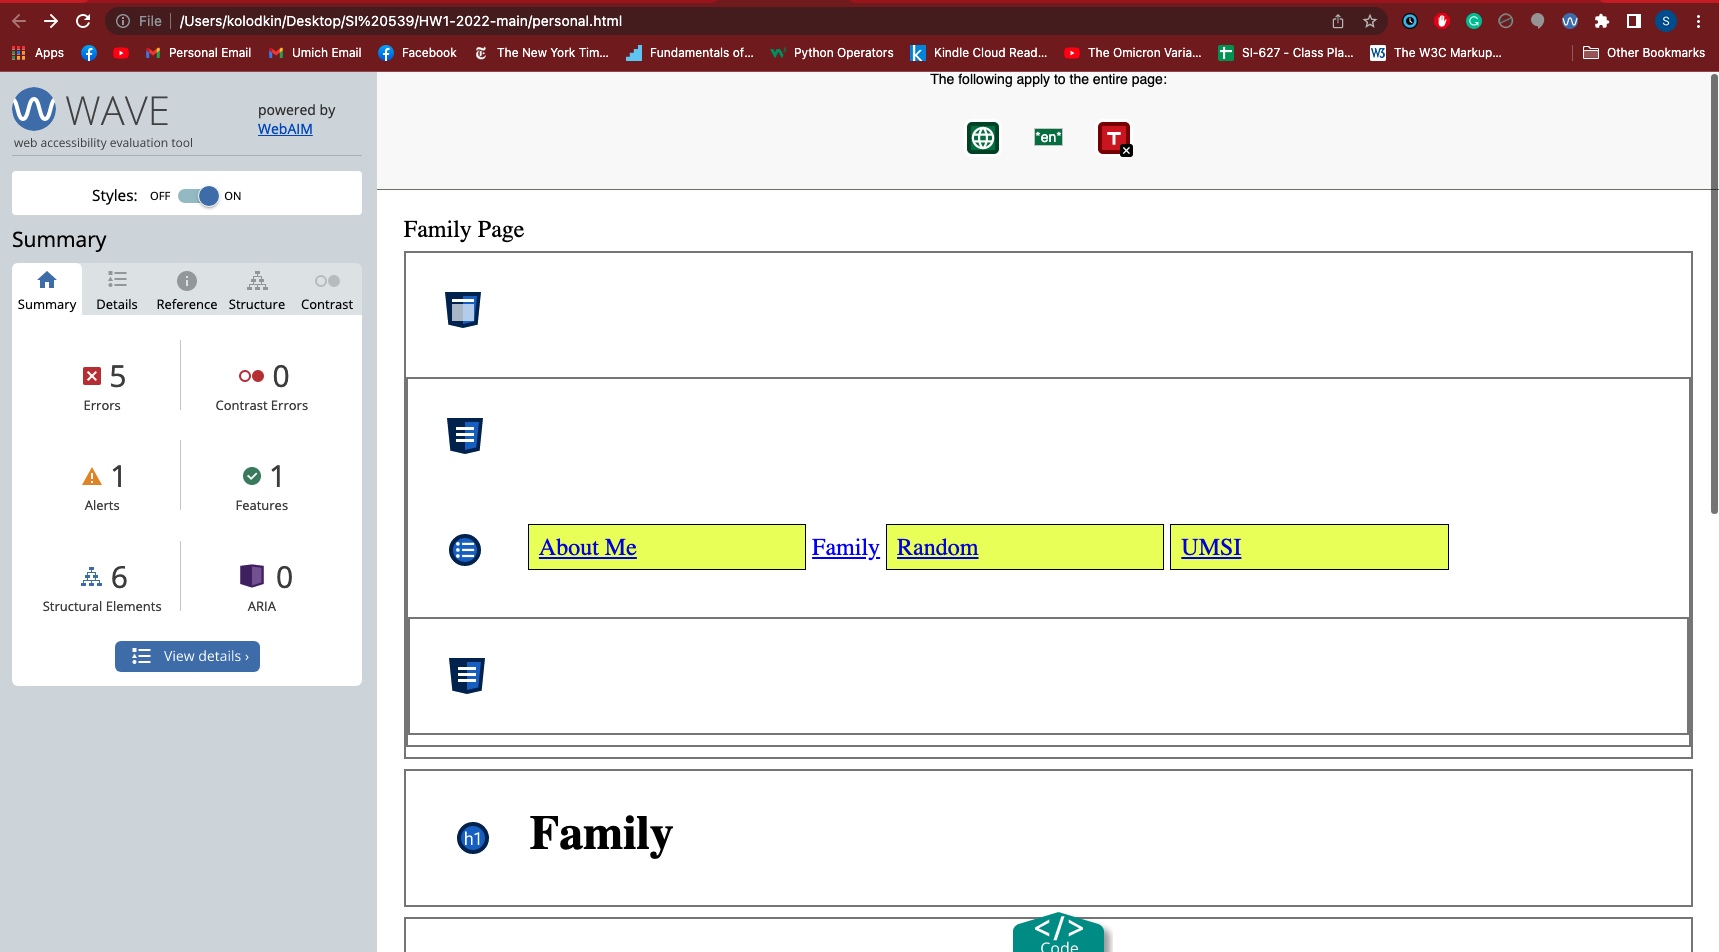 File | /Users/kolodkin/Desktop/SI%20539/HW1-2022-main/personal.html
S
Apps Personal Email Umich Email Facebook The New York Tim... Fundamentals of... Python Operators Kindle Cloud Read... The Omicron Varia... SI-627 - Class Pla... W3 The W3C Markup... Other Bookmarks
WAVE
powered by
WebAIM
web accessibility evaluation tool
Styles: OFF ON
Summary
Summary Details Reference Structure Contrast
5
Errors
0
Contrast Errors
1
Alerts
1
Features
6
Structural Elements
0
ARIA
View details ›
The following apply to the entire page:
*en*
T
Family Page
About Me Family Random UMSI
h1
Family
</>
Code